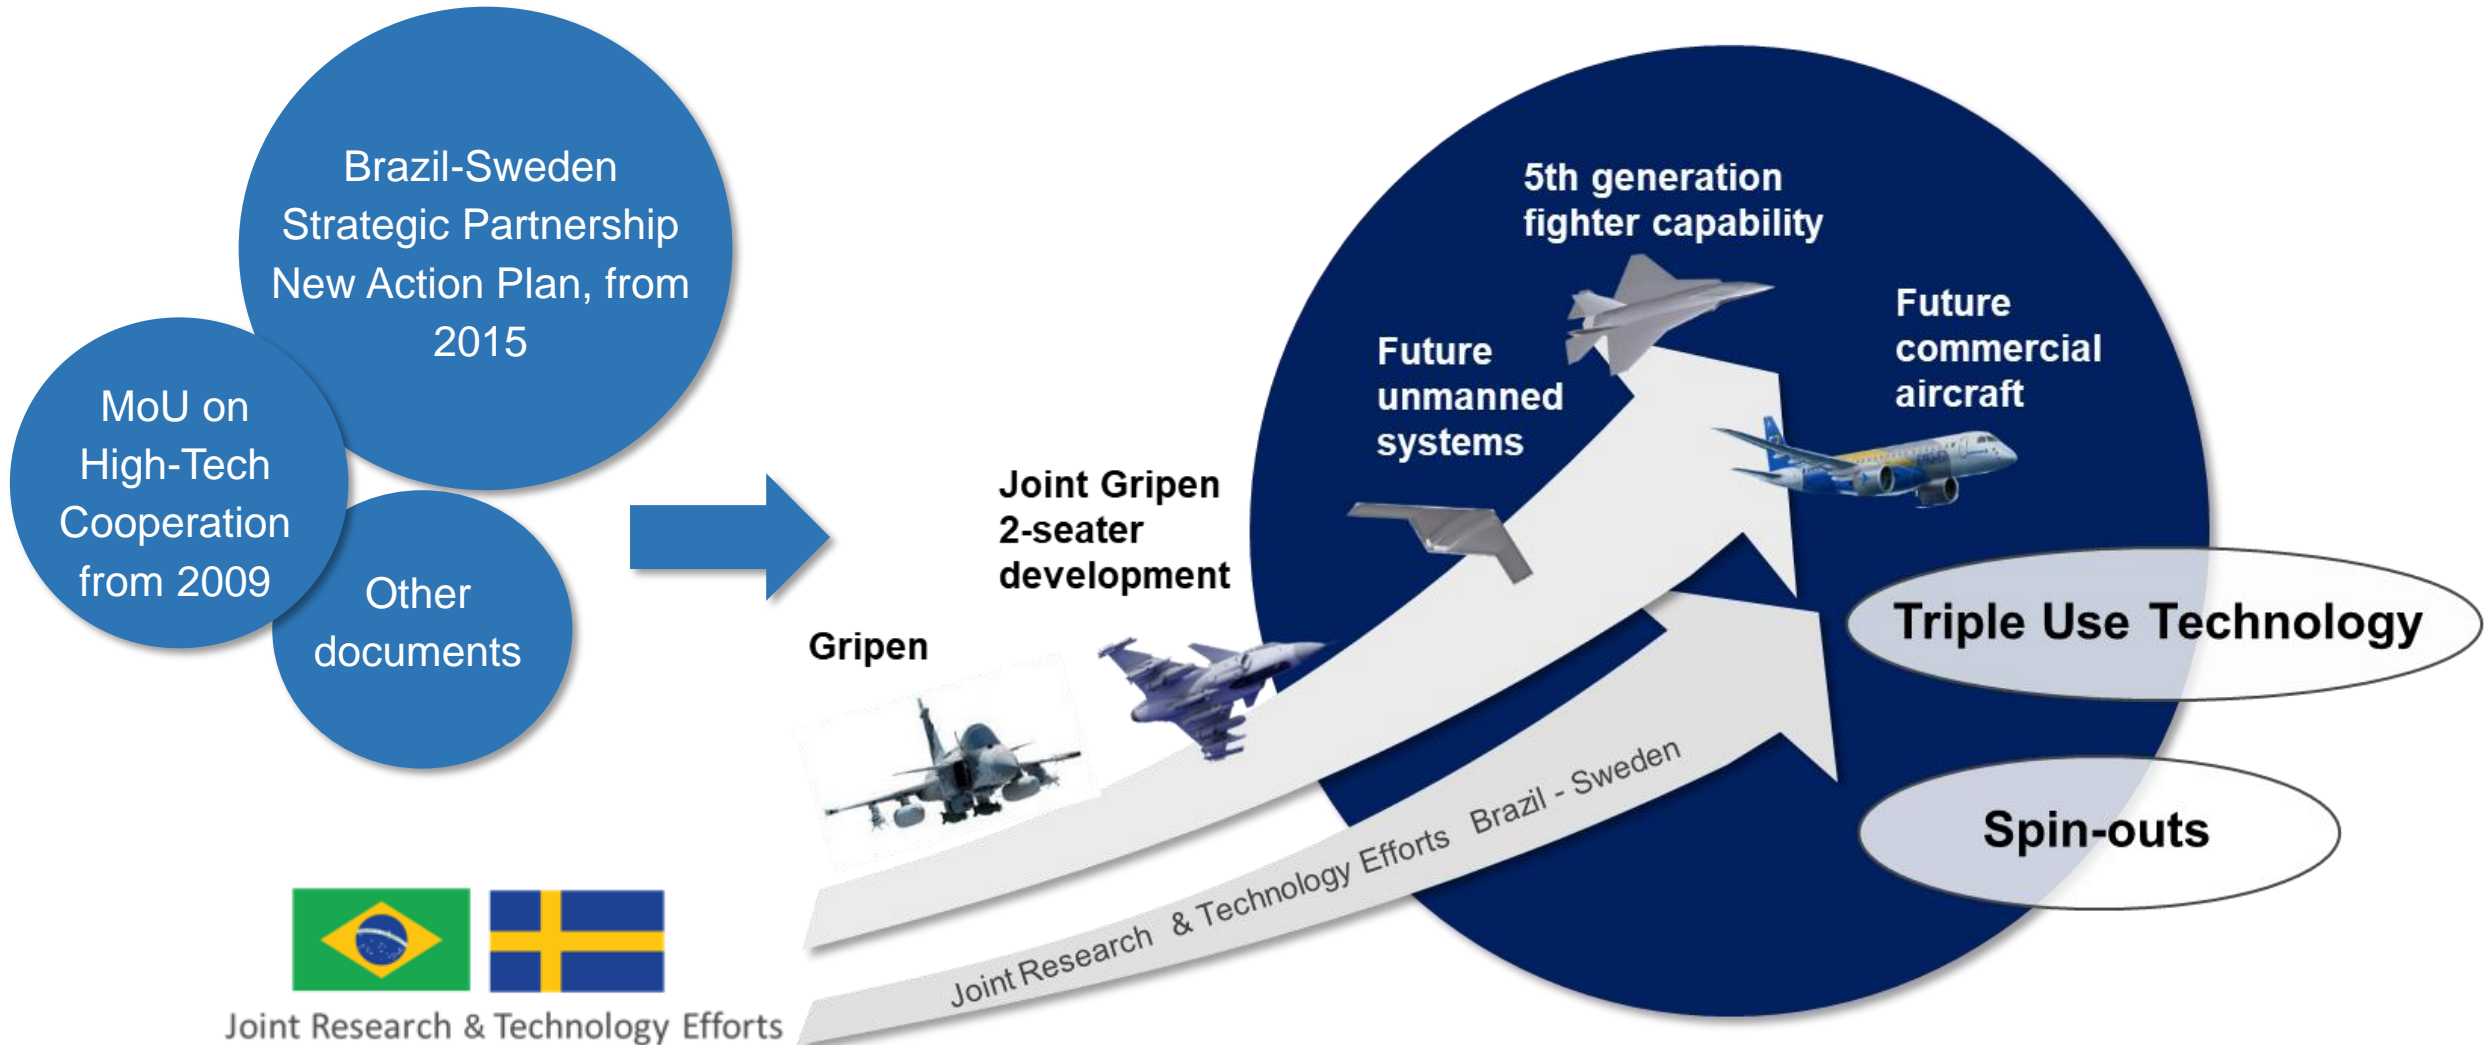 Brazil-Sweden
Strategic Partnership
New Action Plan, from
2015
MoU on
High-Tech
Cooperation
from 2009
Other
documents
Gripen
Joint Gripen
2-seater
development
Future
unmanned
systems
5th generation
fighter capability
Future
commercial
aircraft
Triple Use Technology
Spin-outs
Joint Research & Technology Efforts Brazil - Sweden
Joint Research & Technology Efforts